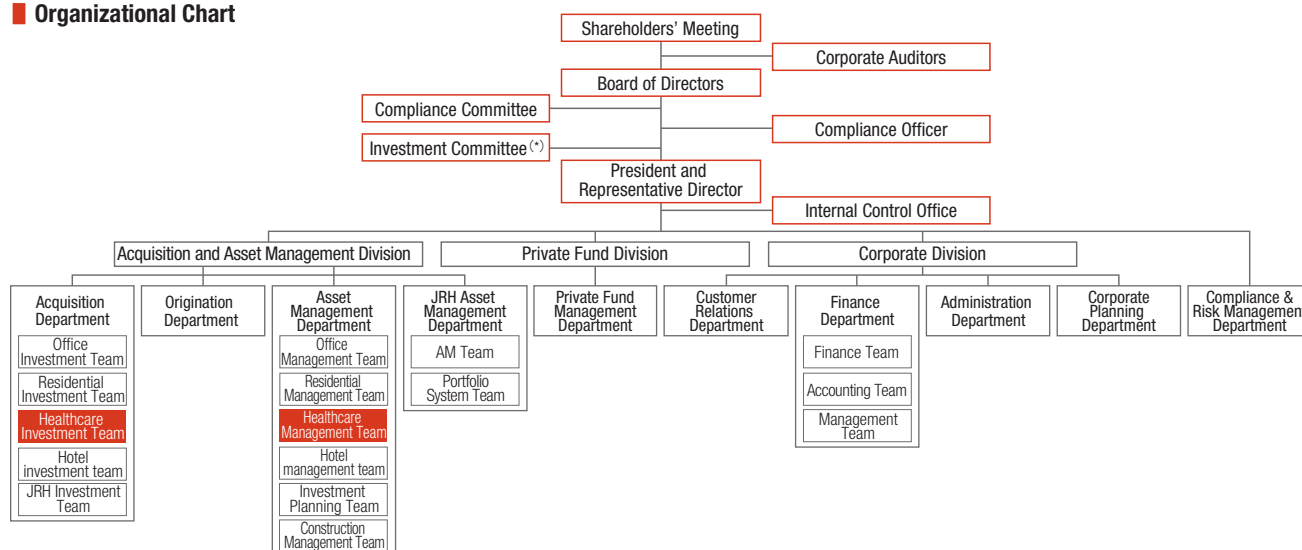 Organizational Chart
Shareholders’ Meeting
Corporate Auditors
Board of Directors
Compliance Committee
Compliance Officer
Investment Committee(*)
President and
Representative Director
Internal Control Office
Acquisition and Asset Management Division
Private Fund Division
Corporate Division
Acquisition
Department
Origination
Department
Asset
Management
Department
JRH Asset
Management
Department
Private Fund
Management
Department
Customer
Relations
Department
Finance
Department
Administration
Department
Corporate
Planning
Department
Compliance &
Risk Management
Department
Office
Investment Team
Residential
Investment Team
Healthcare
Investment Team
Hotel
investment team
JRH Investment
Team
Office
Management Team
Residential
Management Team
Healthcare
Management Team
Hotel
management team
Investment
Planning Team
Construction
Management Team
AM Team
Portfolio
System Team
Finance Team
Accounting Team
Management
Team